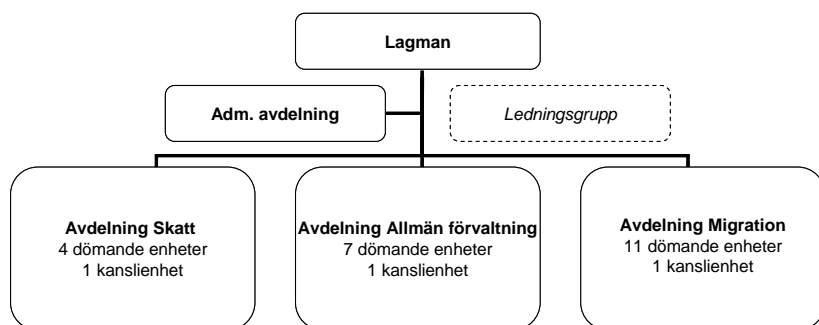 Lagman
Adm. avdelning
Ledningsgrupp
Avdelning Skatt
4 dömande enheter
1 kanslienhet
Avdelning Allmän förvaltning
7 dömande enheter
1 kanslienhet
Avdelning Migration
11 dömande enheter
1 kanslienhet